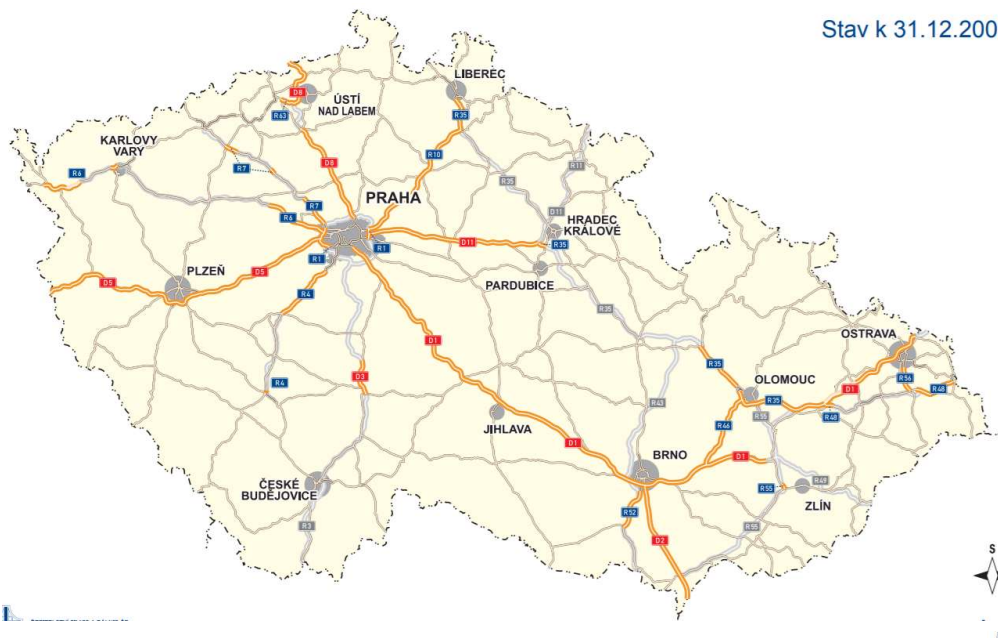 Stav k 31.12.200
LIBEREC
D8
ÚSTÍ
NAD LABEM
R35
R63
KARLOVY
VARY
R10
D8
R11
R6
R7
R35
PRAHA
R7
R6
D11
HRADEC
KRÁLOVÉ
D11
R35
R1
R1
PLZEŇ
D5
PARDUBICE
D5
R4
R35
OSTRAVA
D1
R35
D3
R56
OLOMOUC
R4
D1
R48
R35
R43
R55
R48
JIHLAVA
R46
D1
BRNO
D1
ČESKÉ
BUDĚJOVICE
R49
R55
ZLÍN
R52
R3
R55
D2
S